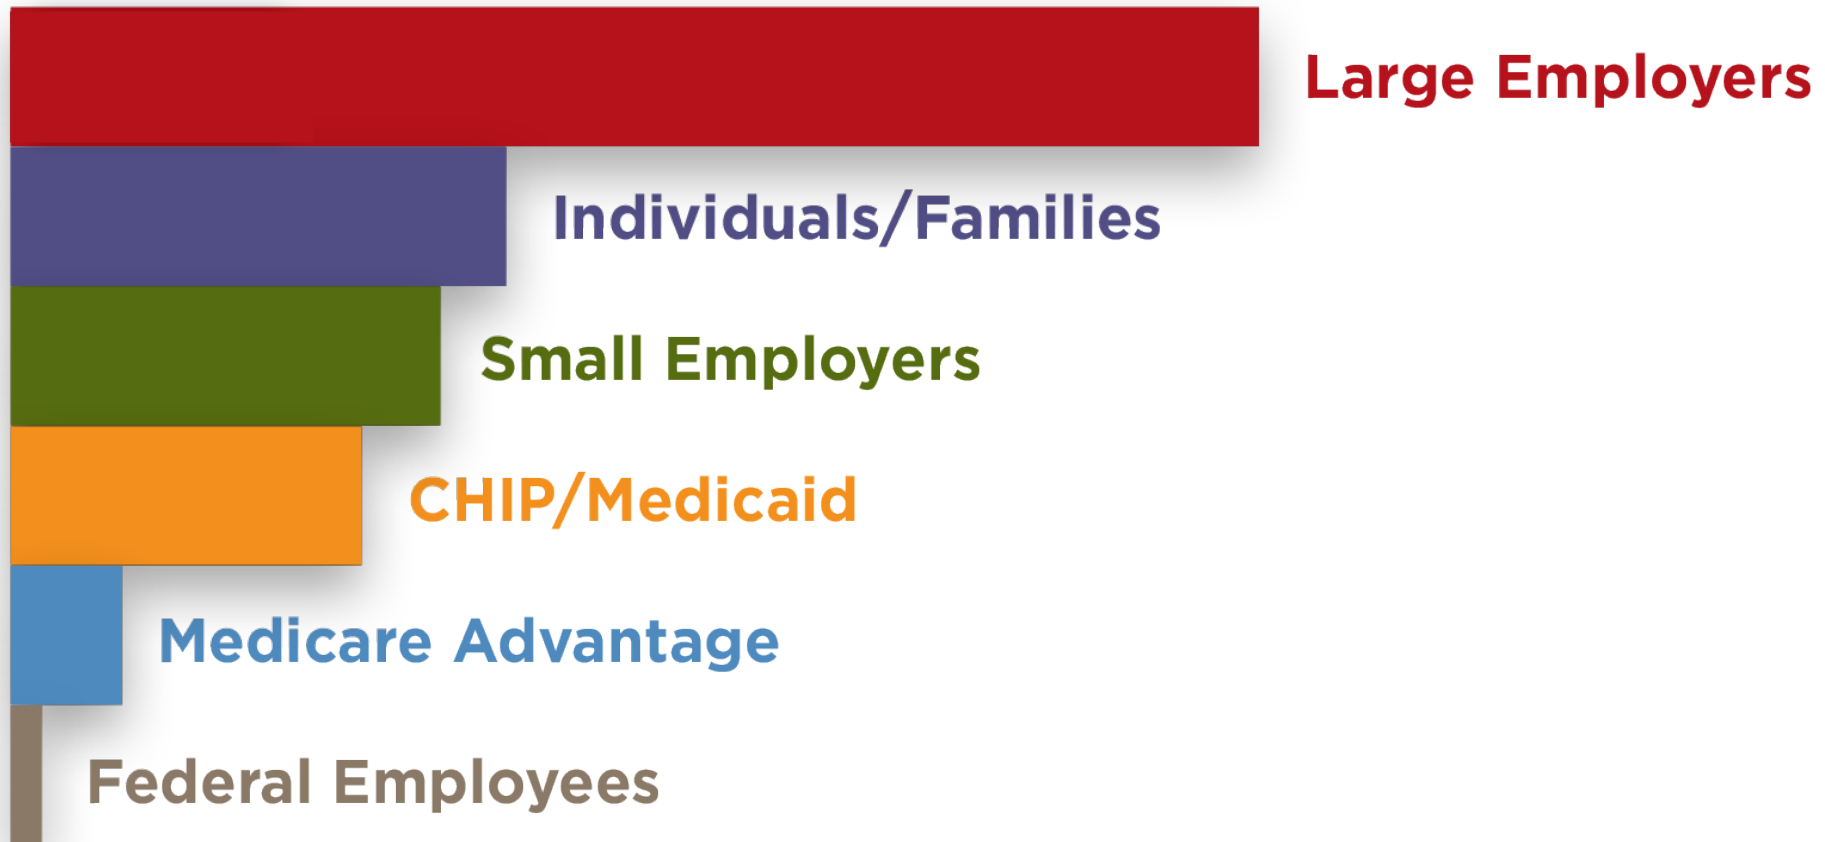 Large Employers
Individuals/Families
Small Employers
CHIP/Medicaid
Medicare Advantage
Federal Employees